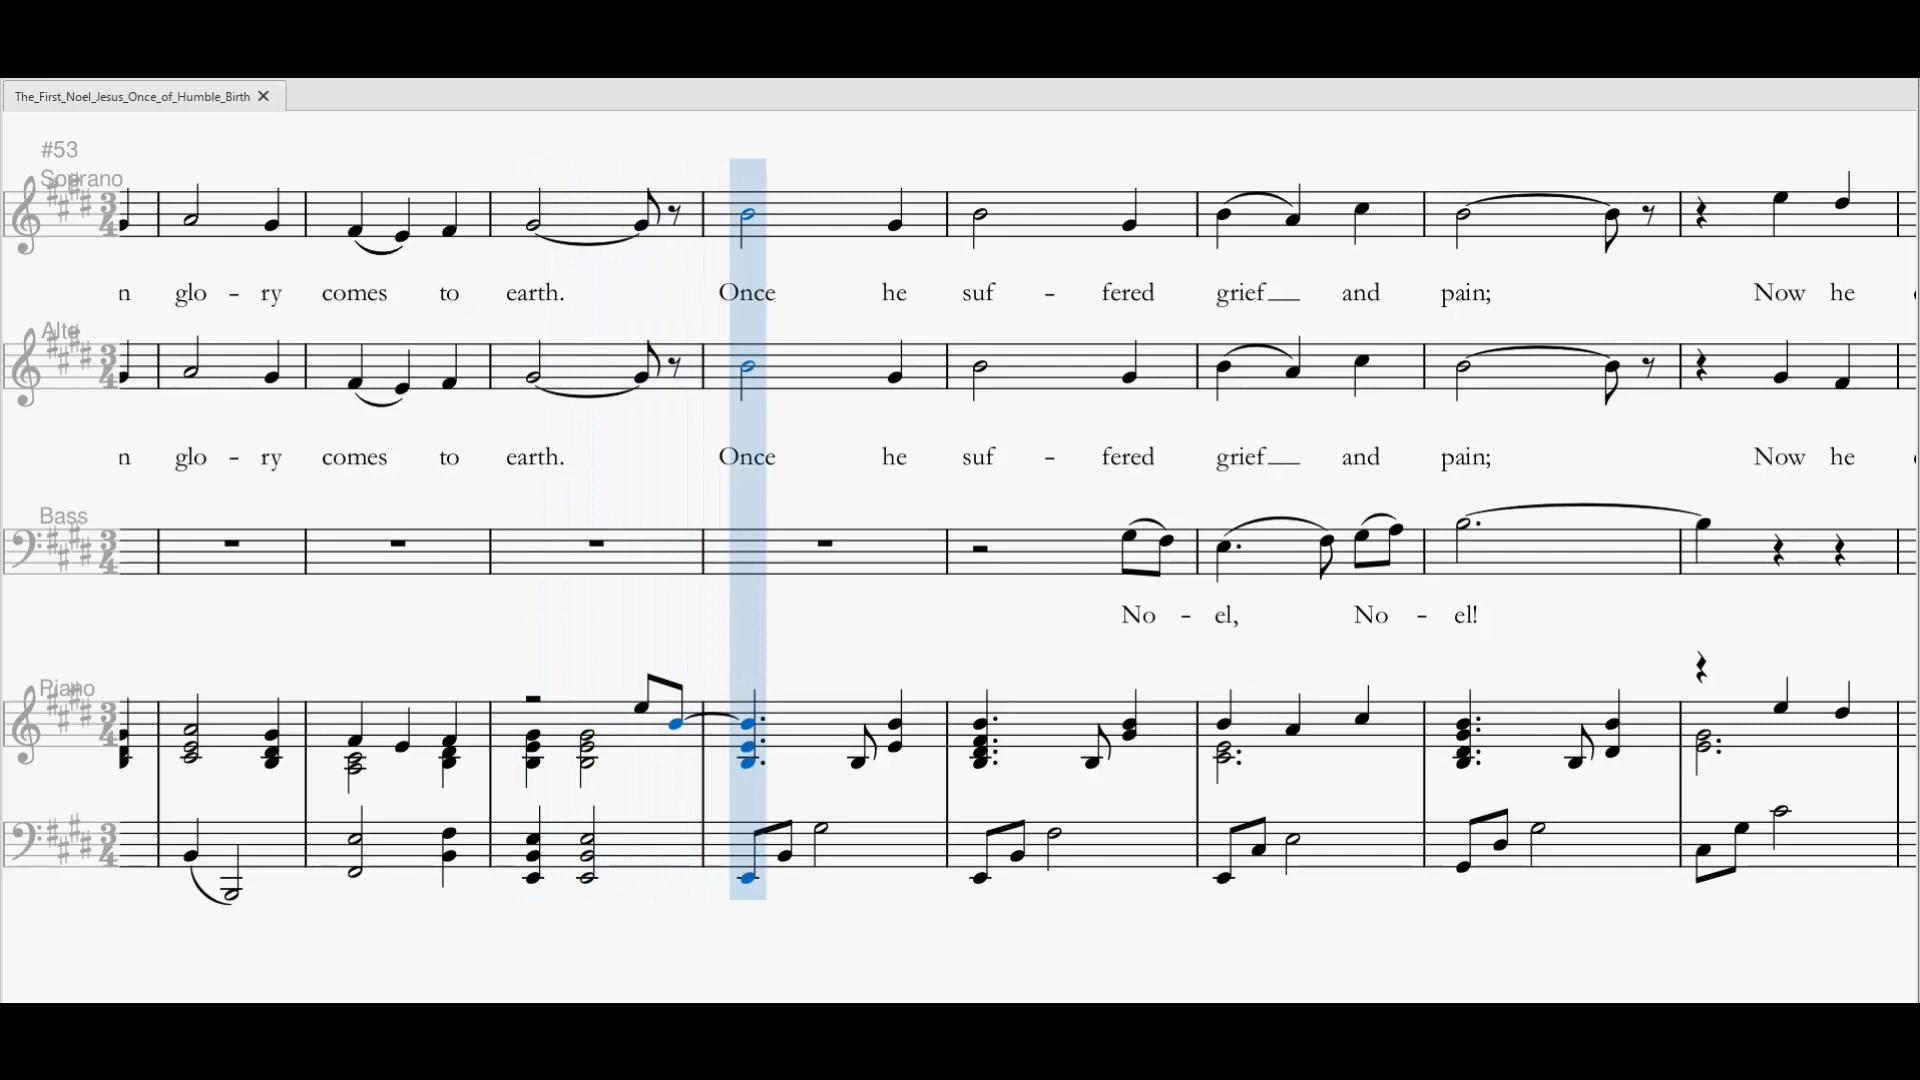 The_First_Noel_Jesus_Once_of_Humble_Birth
#53
Soprano
n glo - ry comes to earth. Once he suf - fered grief and pain; Now he
Alto
n glo - ry comes to earth. Once he suf - fered grief and pain; Now he
Bass
No - el, No - el!
Piano